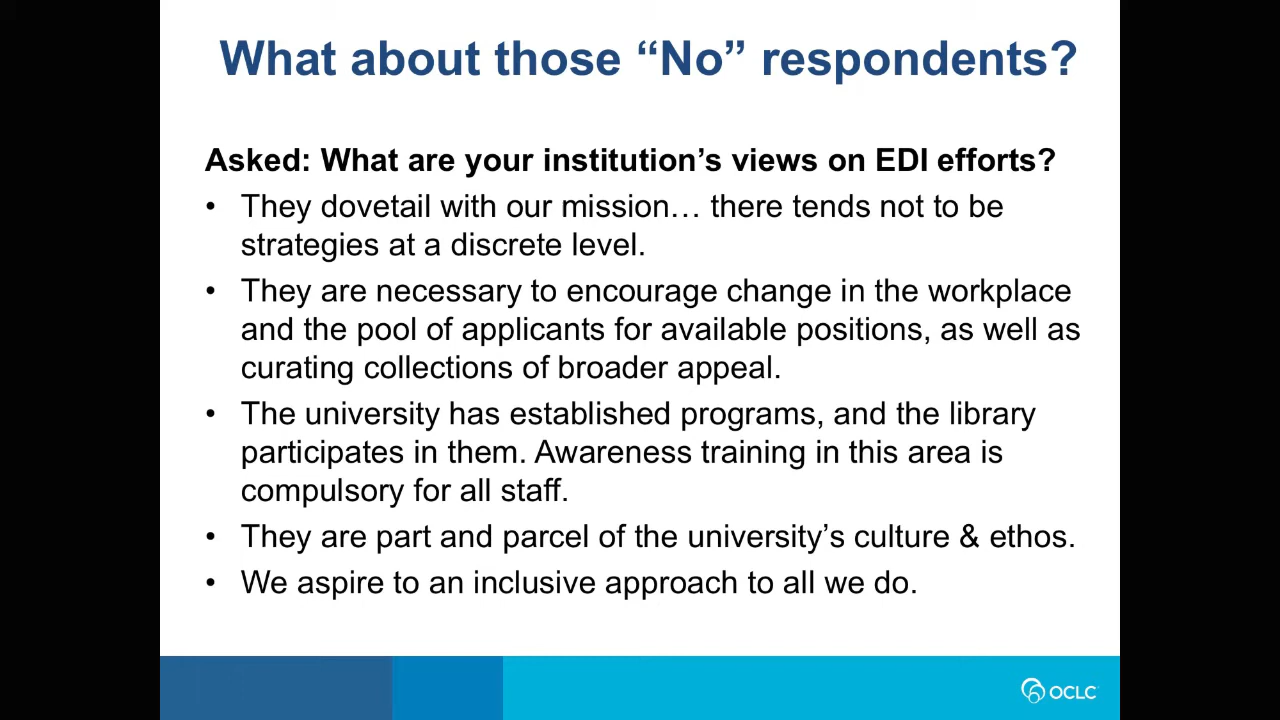 What about those “No” respondents?
Asked: What are your institution’s views on EDI efforts?
• They dovetail with our mission… there tends not to be
strategies at a discrete level.
• They are necessary to encourage change in the workplace
and the pool of applicants for available positions, as well as
curating collections of broader appeal.
• The university has established programs, and the library
participates in them. Awareness training in this area is
compulsory for all staff.
• They are part and parcel of the university’s culture & ethos.
• We aspire to an inclusive approach to all we do.
OCLC